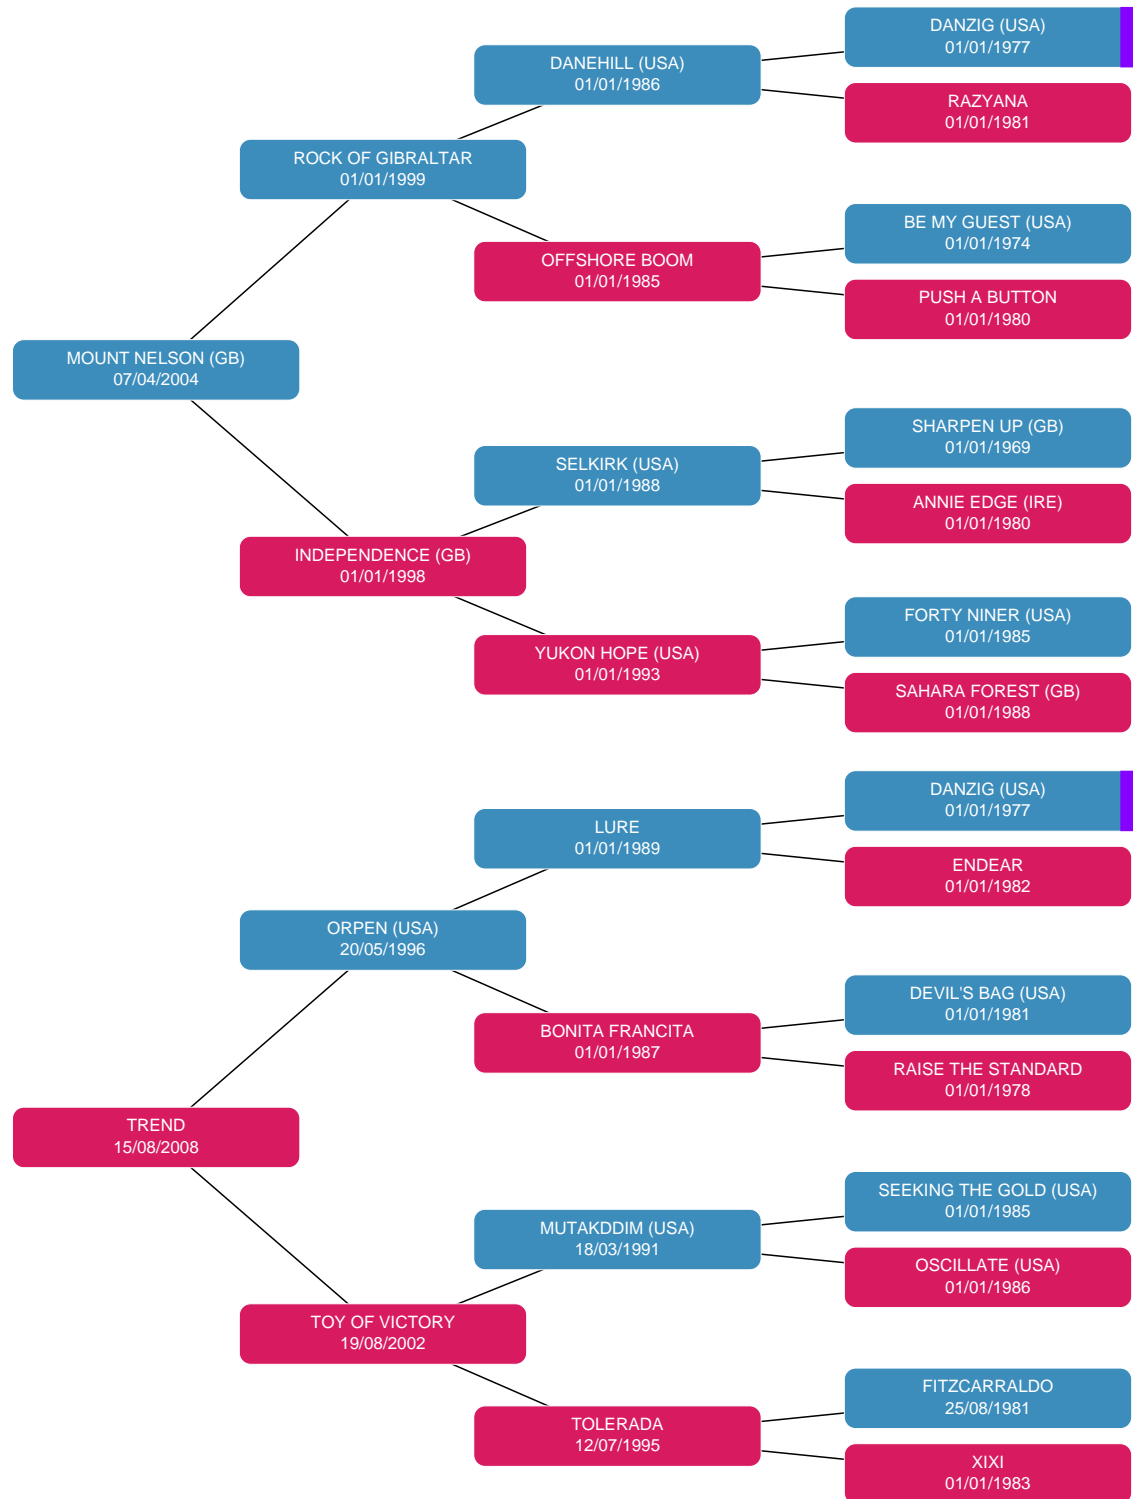 DANZIG (USA)
01/01/1977
DANEHILL (USA)
01/01/1986
RAZYANA
01/01/1981
ROCK OF GIBRALTAR
01/01/1999
BE MY GUEST (USA)
01/01/1974
OFFSHORE BOOM
01/01/1985
PUSH A BUTTON
01/01/1980
MOUNT NELSON (GB)
07/04/2004
SHARPEN UP (GB)
01/01/1969
SELKIRK (USA)
01/01/1988
ANNIE EDGE (IRE)
01/01/1980
INDEPENDENCE (GB)
01/01/1998
FORTY NINER (USA)
01/01/1985
YUKON HOPE (USA)
01/01/1993
SAHARA FOREST (GB)
01/01/1988
DANZIG (USA)
01/01/1977
LURE
01/01/1989
ENDEAR
01/01/1982
ORPEN (USA)
20/05/1996
DEVIL'S BAG (USA)
01/01/1981
BONITA FRANCITA
01/01/1987
RAISE THE STANDARD
01/01/1978
TREND
15/08/2008
SEEKING THE GOLD (USA)
01/01/1985
MUTAKDDIM (USA)
18/03/1991
OSCILLATE (USA)
01/01/1986
TOY OF VICTORY
19/08/2002
FITZCARRALDO
25/08/1981
TOLERADA
12/07/1995
XIXI
01/01/1983